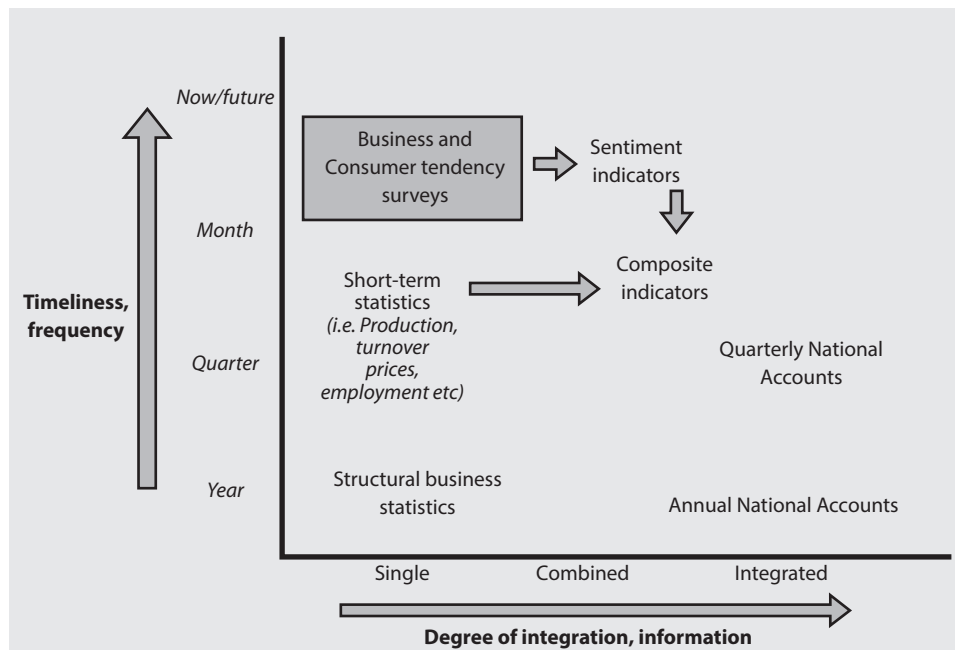 Now/future
Business and
Consumer tendency
surveys
Sentiment
indicators
Month
Composite
indicators
Short-term
statistics
(i.e. Production,
turnover
prices,
employment etc)
Timeliness,
frequency
Quarter
Quarterly National
Accounts
Year
Structural business
statistics
Annual National Accounts
Single
Combined
Integrated
Degree of integration, information